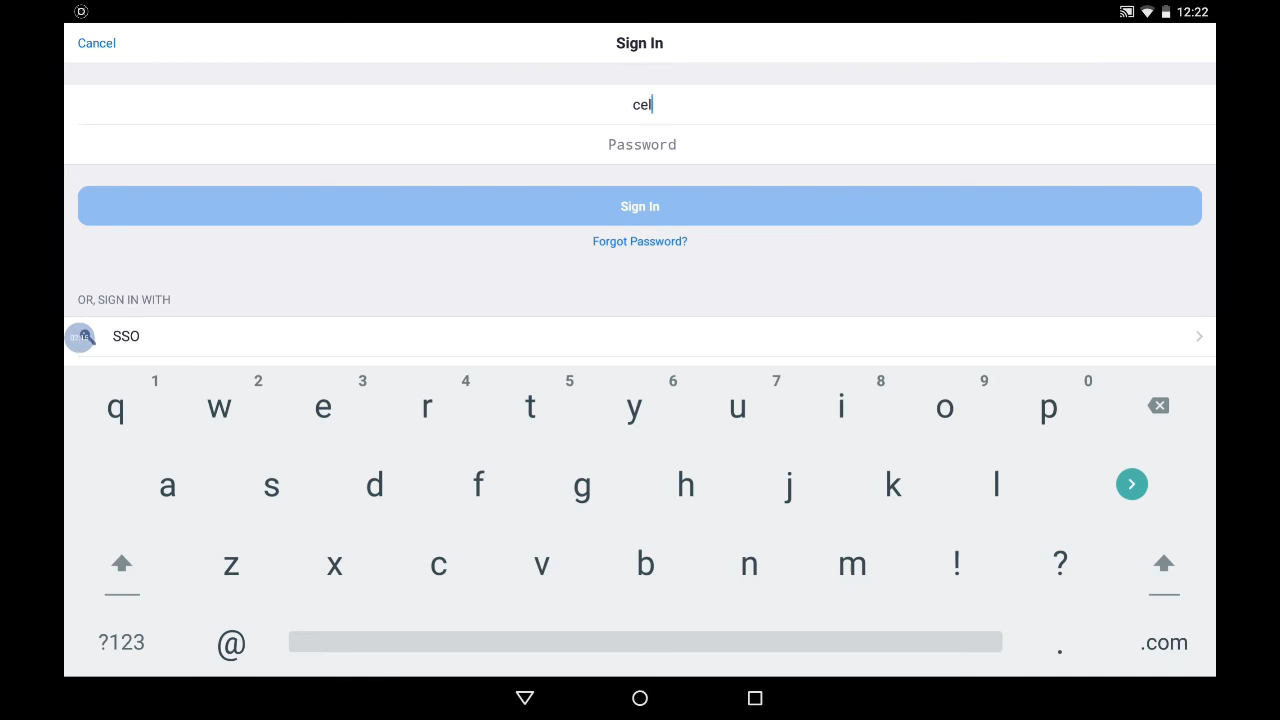 12:22
Cancel
Sign In
cel
Password
Sign In
Forgot Password?
OR, SIGN IN WITH
SSO
1 2 3 4 5 6 7 8 9 0
q w e r t y u i o p
a s d f g h j k l
z x c v b n m ! ?
?123 @ . .com